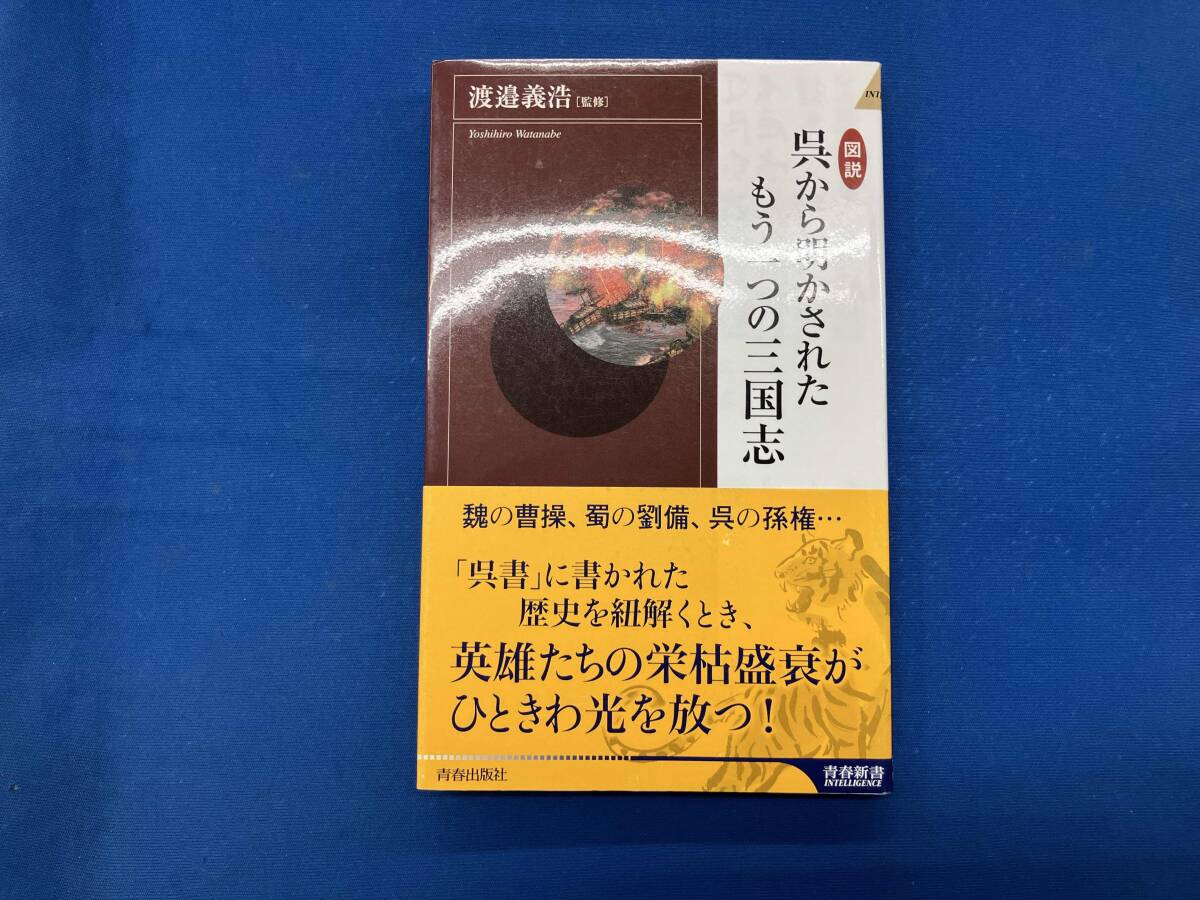 渡邉義浩[監修]
Yoshihiro Watanabe
INTE
図説
呉から明かされた
もう一つの三国志
魏の曹操、蜀の劉備、呉の孫権…
「呉書」に書かれた
歴史を紐解くとき、
英雄たちの栄枯盛衰が
ひときわ光を放つ!
青春出版社
青春新書
INTELLIGENCE